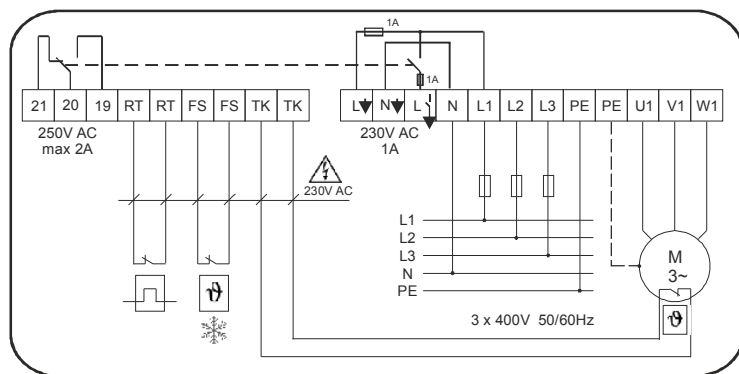 1A
1A
21 20 19 RT RT FS FS TK TK
L N L N L1 L2 L3 PE PE U1 V1 W1
250V AC
max 2A
230V AC
1A
230V AC
L1
L2
L3
N
PE
M
3~
ϑ
ϑ
3 x 400V 50/60Hz